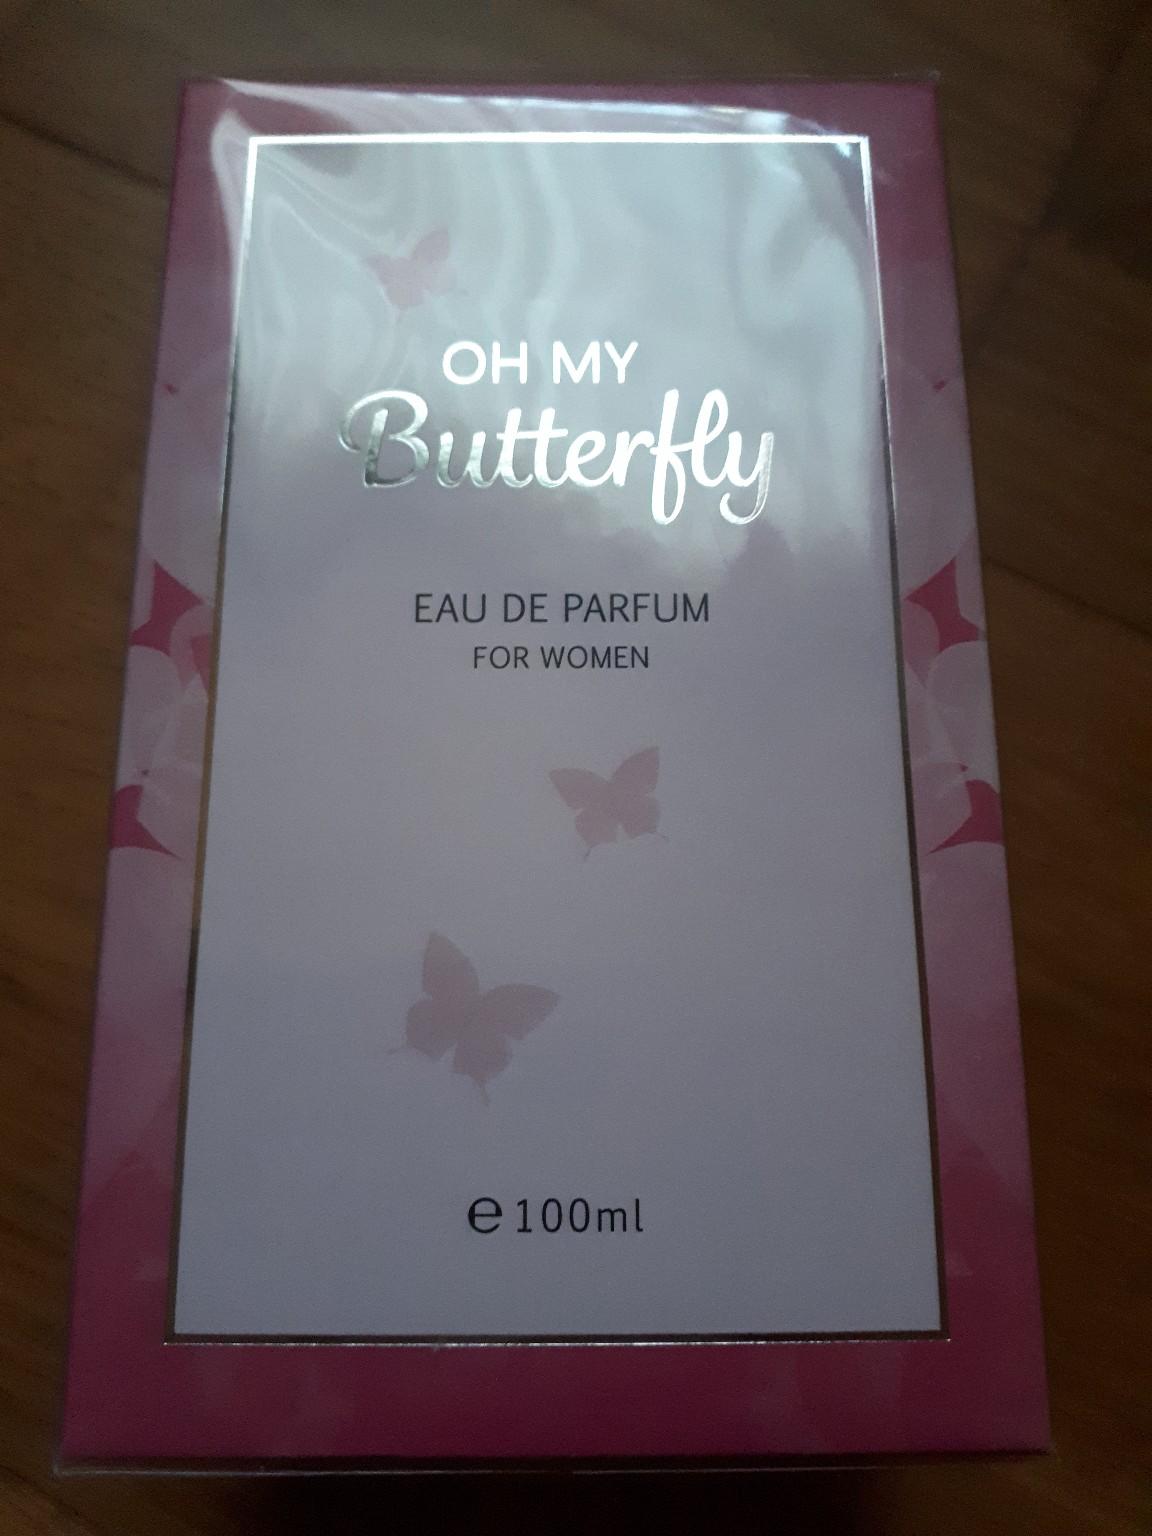 OH MY
Butterfly
EAU DE PARFUM
FOR WOMEN
℮ 100ml